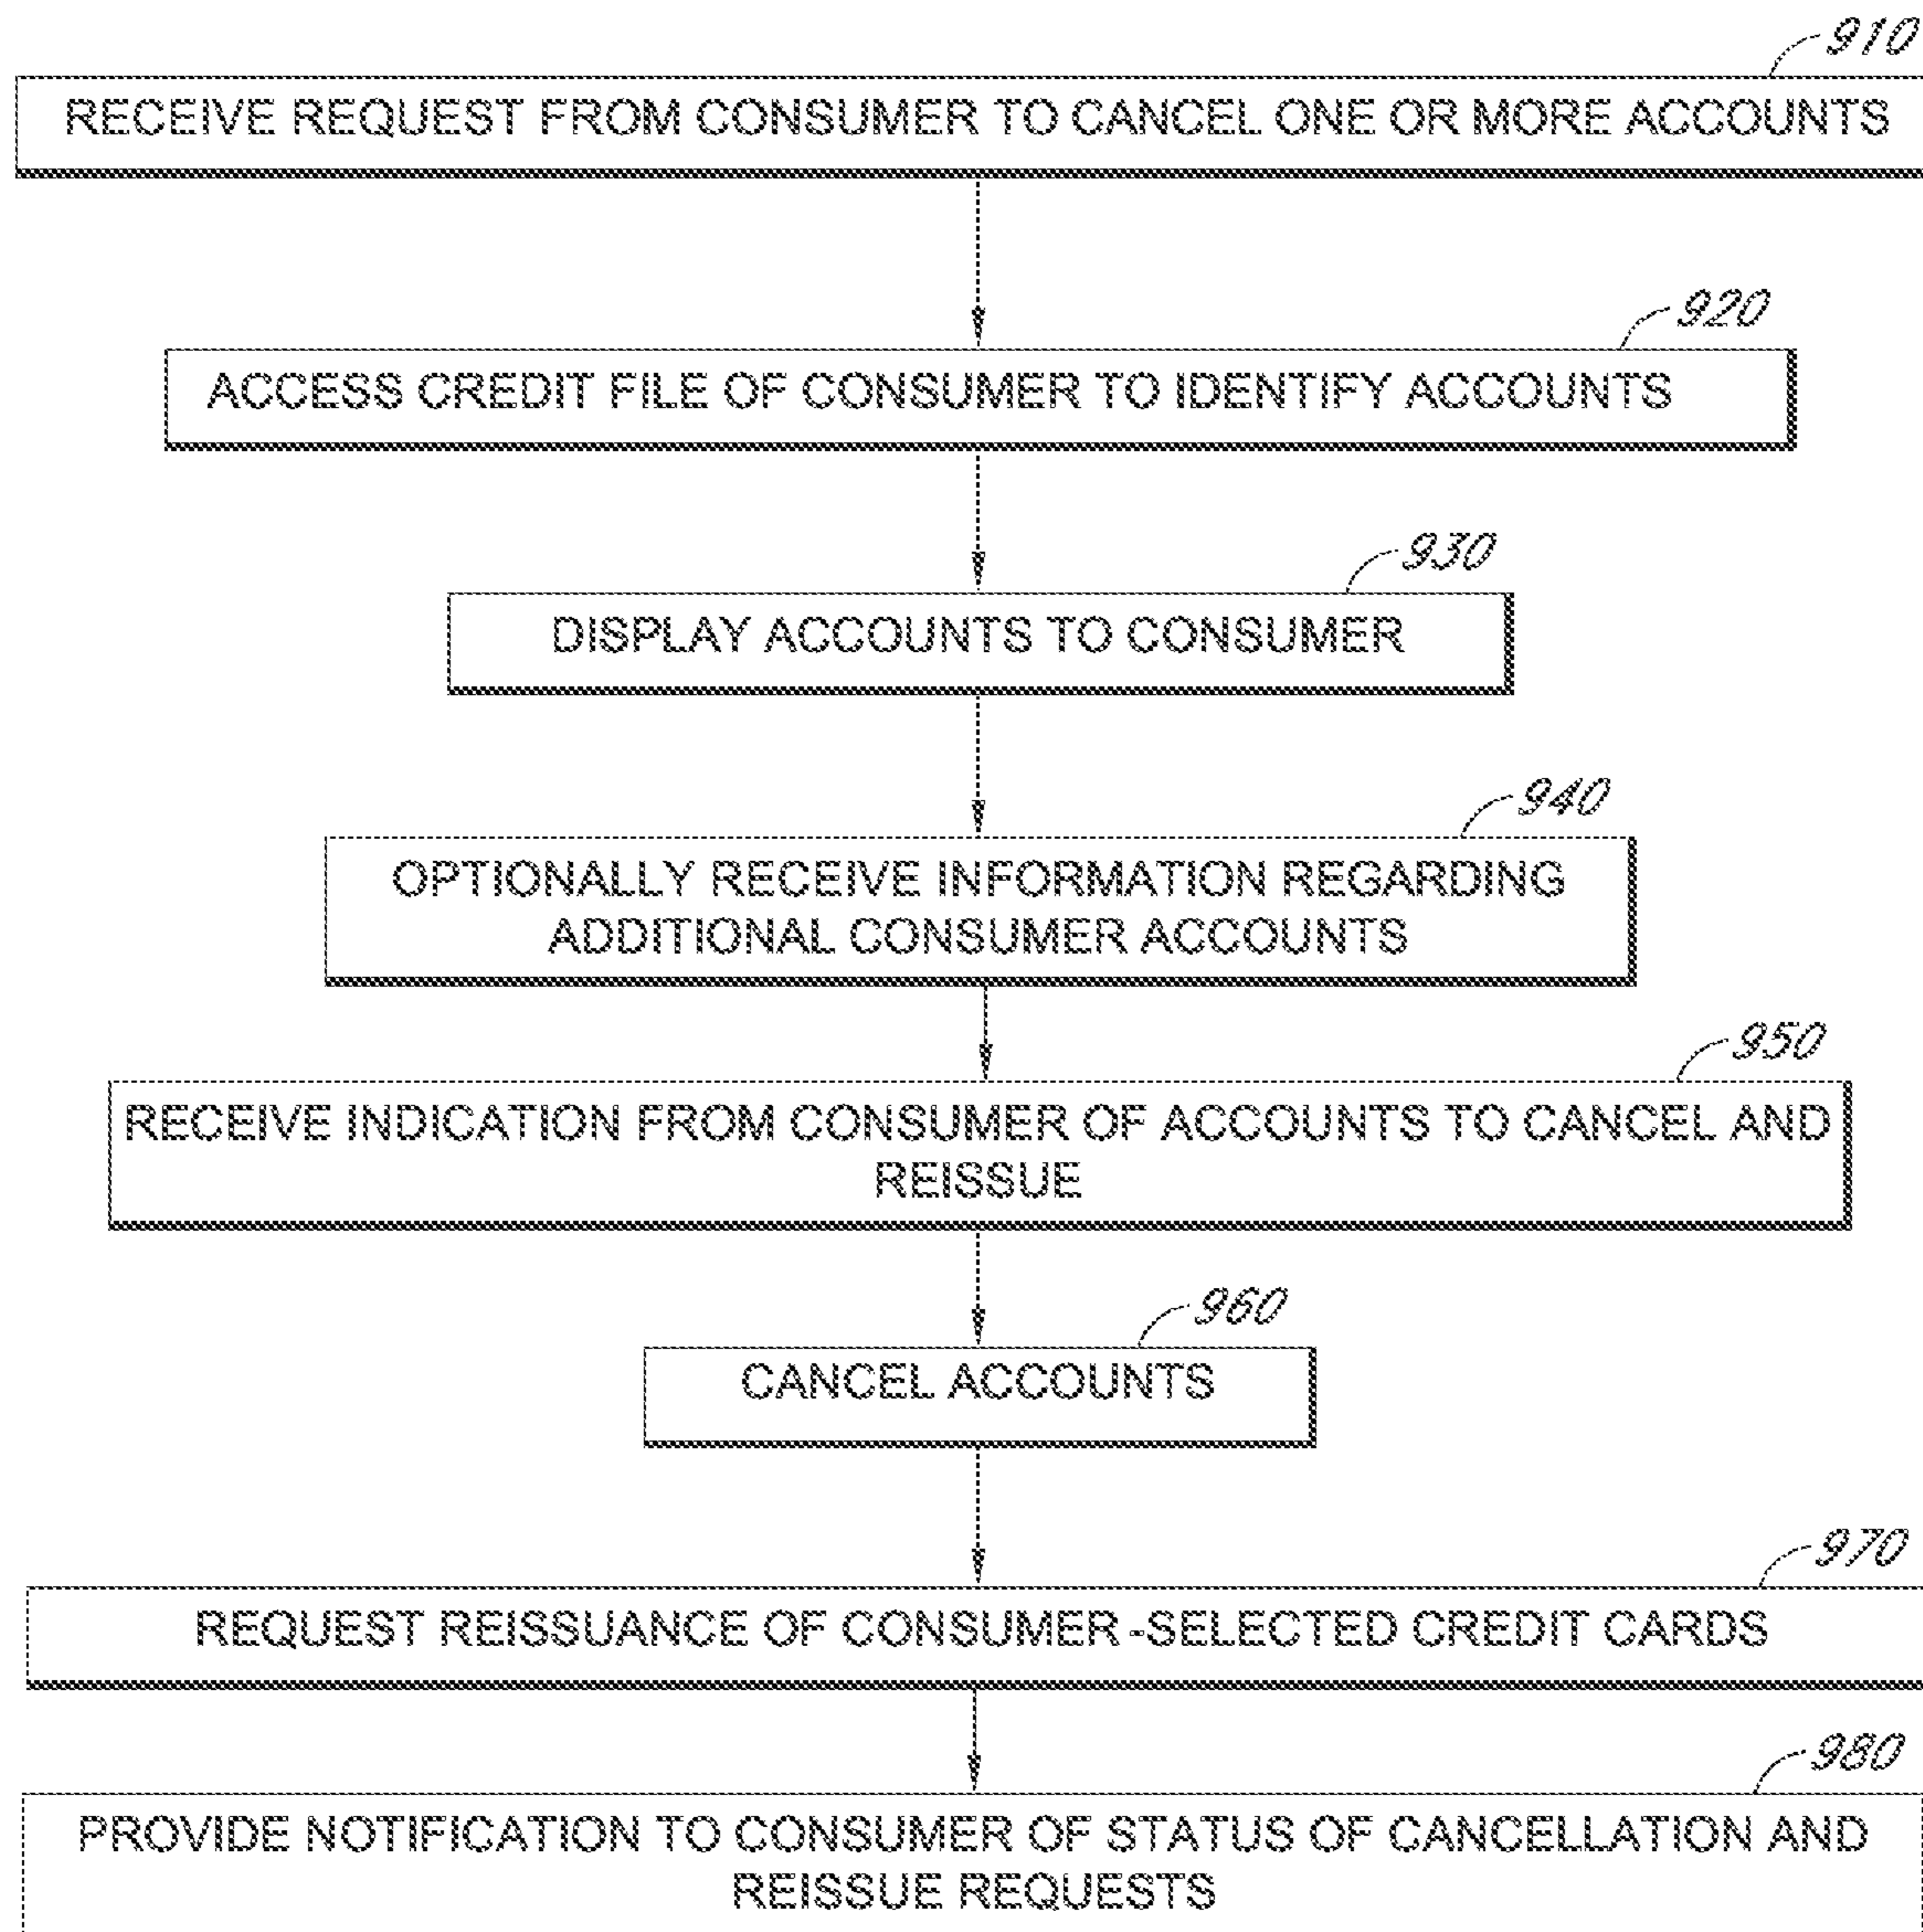 910
RECEIVE REQUEST FROM CONSUMER TO CANCEL ONE OR MORE ACCOUNTS
920
ACCESS CREDIT FILE OF CONSUMER TO IDENTIFY ACCOUNTS
930
DISPLAY ACCOUNTS TO CONSUMER
940
OPTIONALLY RECEIVE INFORMATION REGARDING
ADDITIONAL CONSUMER ACCOUNTS
950
RECEIVE INDICATION FROM CONSUMER OF ACCOUNTS TO CANCEL AND
REISSUE
960
CANCEL ACCOUNTS
970
REQUEST REISSUANCE OF CONSUMER-SELECTED CREDIT CARDS
980
PROVIDE NOTIFICATION TO CONSUMER OF STATUS OF CANCELLATION AND
REISSUE REQUESTS